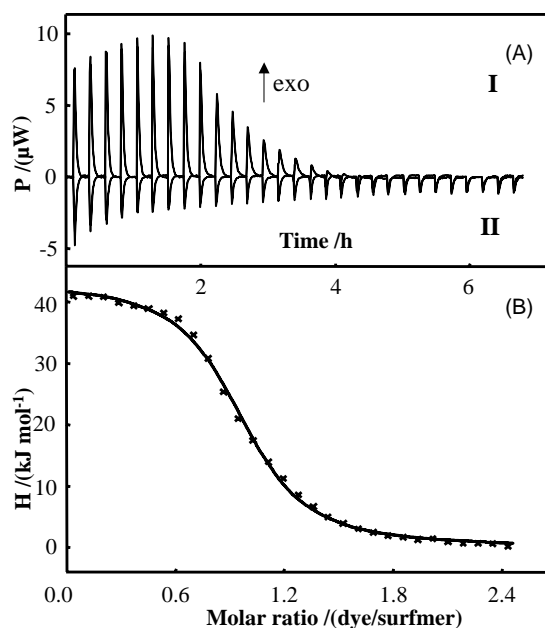 (A)
10
exo
I
5
P /(μW)
0
II
Time /h
-5
2
4
6
(B)
40
30
H /(kJ mol-1)
20
10
0
0.0
0.6
1.2
1.8
2.4
Molar ratio /(dye/surfmer)